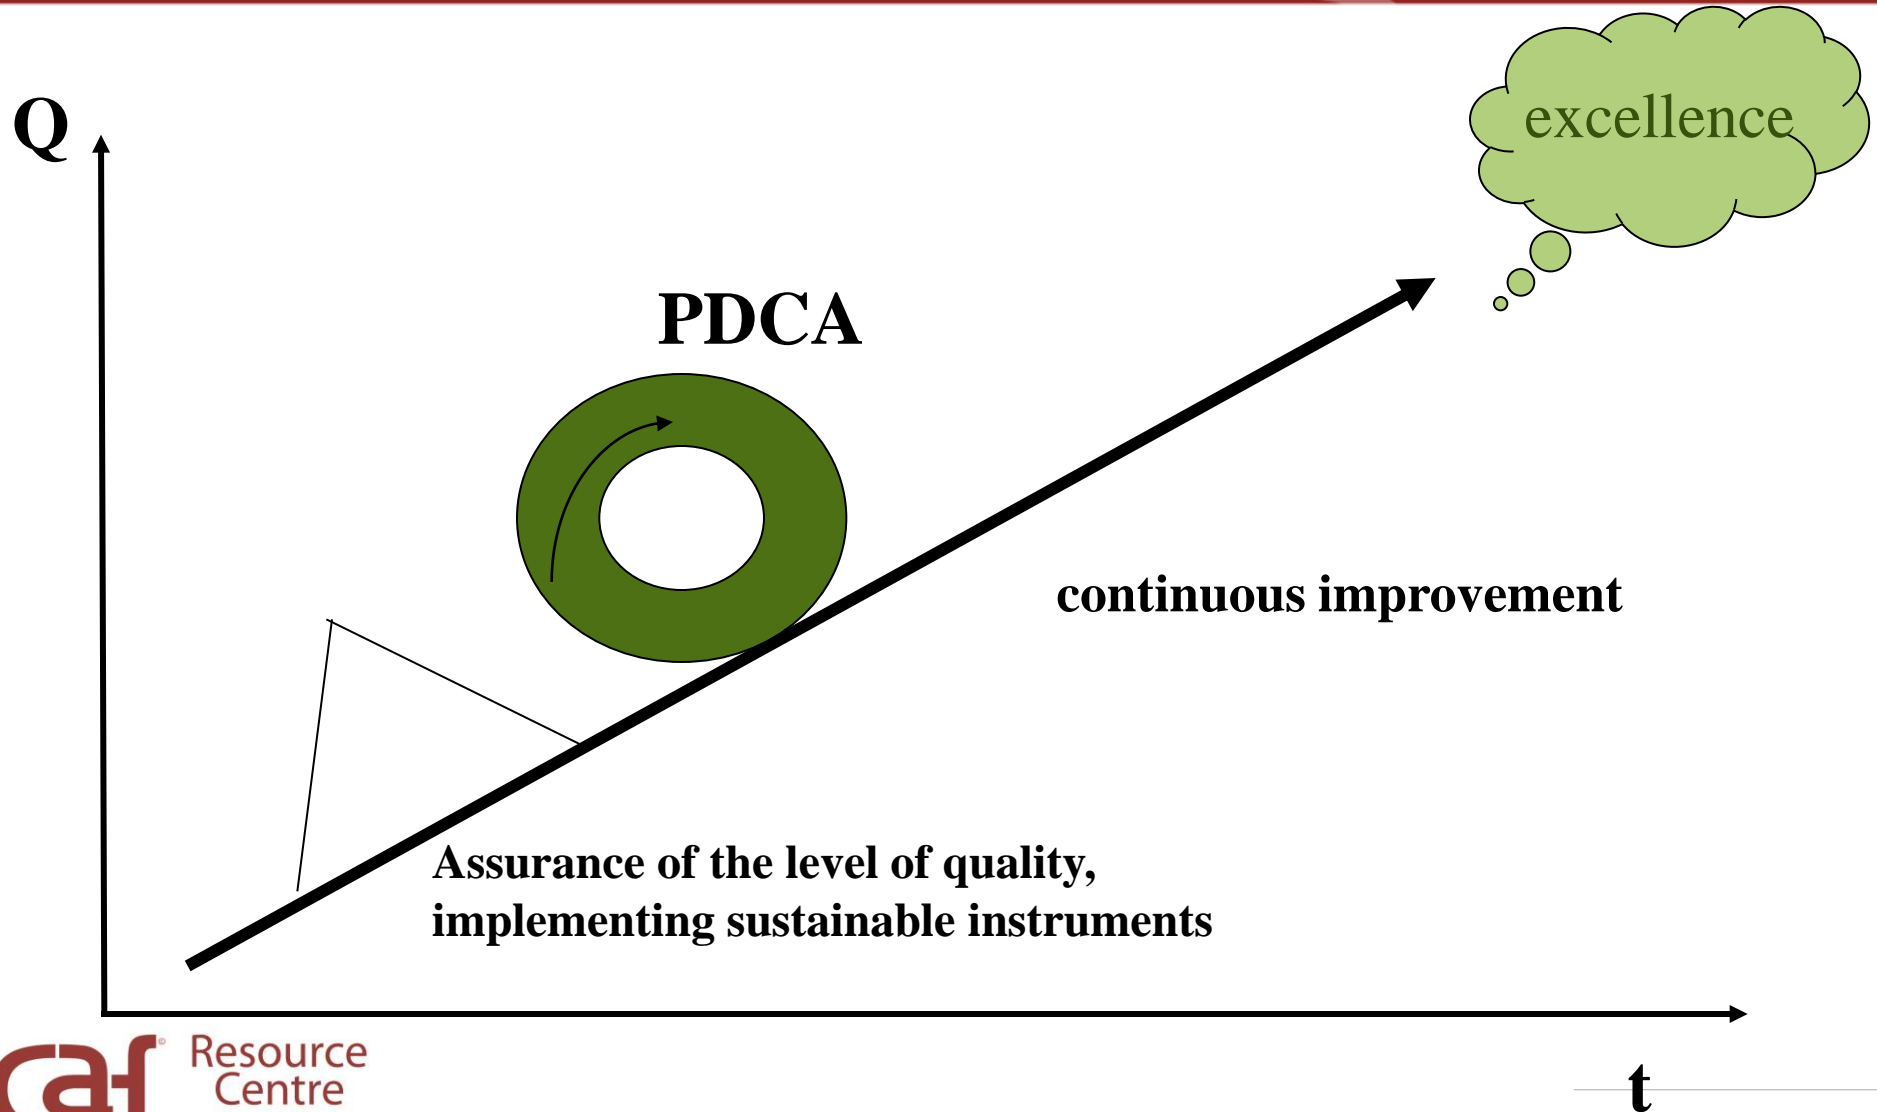 excellence
Q
PDCA
continuous improvement
Assurance of the level of quality,
implementing sustainable instruments
caf© Resource
Centre
t